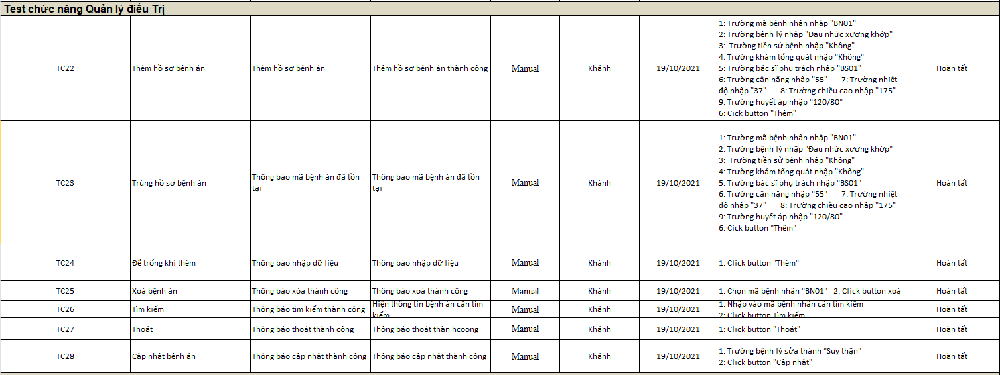 Test chức năng Quản lý điều Trị
TC22
Thêm hồ sơ bệnh án
Thêm hồ sơ bênh án
Thêm hồ sơ bệnh án thành công
Manual
Khánh
19/10/2021
1: Trường mã bệnh nhân nhập "BN01"
2: Trường bệnh lý nhập "Đau nhức xương khớp"
3:  Trường tiền sử bệnh nhập "Không"
4: Trường khám tổng quát nhập "Không"
5: Trường bác sĩ phụ trách nhập "BS01"
6: Trường cân nặng nhập "55"     7: Trường nhiệt
độ nhập "37"     8: Trường chiều cao nhập "175"
9: Trường huyết áp nhập "120/80"
6: Cick button "Thêm"
Hoàn tất
TC23
Trùng hồ sơ bệnh án
Thông báo mã bệnh án đã tồn
tại
Thông báo mã bệnh án đã tồn
tại
Manual
Khánh
19/10/2021
1: Trường mã bệnh nhân nhập "BN01"
2: Trường bệnh lý nhập "Đau nhức xương khớp"
3:  Trường tiền sử bệnh nhập "Không"
4: Trường khám tổng quát nhập "Không"
5: Trường bác sĩ phụ trách nhập "BS01"
6: Trường cân nặng nhập "55"     7: Trường nhiệt
độ nhập "37"     8: Trường chiều cao nhập "175"
9: Trường huyết áp nhập "120/80"
6: Cick button "Thêm"
Hoàn tất
TC24
Để trống khi thêm
Thông báo nhập dữ liệu
Thông báo nhập dữ liệu
Manual
Khánh
19/10/2021
1: Click button "Thêm"
Hoàn tất
TC25
Xoá bệnh án
Thông báo xóa thành công
Thông báo xoá thành công
Manual
Khánh
19/10/2021
1: Chọn mã bệnh nhân "BN01"  2: Click button xoá
Hoàn tất
TC26
Tìm kiếm
Thông báo tìm kiếm thành công
Hiện thông tin bệnh án cần tìm
kiếm
Manual
Khánh
19/10/2021
1: Nhập vào mã bệnh nhân cần tìm kiếm
2: Click button Tìm kiếm
Hoàn tất
TC27
Thoát
Thông báo thoát thành công
Thông báo thoát thàn hcoong
Manual
Khánh
19/10/2021
1: Click button "Thoát"
Hoàn tất
TC28
Cập nhật bệnh án
Thông báo cập nhật thành công
Thông báo cập nhật thành công
Manual
Khánh
19/10/2021
1: Trường bệnh lý sửa thành "Suy thận"
2: Click button "Cập nhật"
Hoàn tất